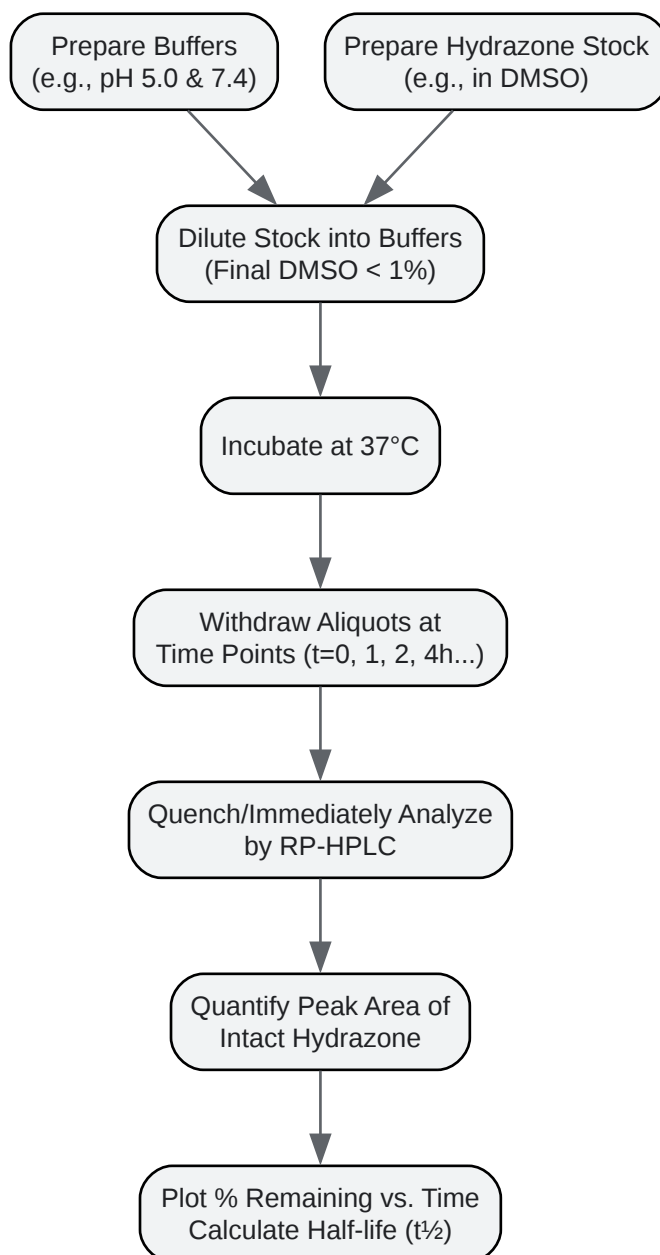 Prepare Buffers
(e.g., pH 5.0 & 7.4)
Prepare Hydrazone Stock
(e.g., in DMSO)
Dilute Stock into Buffers
(Final DMSO < 1%)
Incubate at 37°C
Withdraw Aliquots at
Time Points (t=0, 1, 2, 4h...)
Quench/Immediately Analyze
by RP-HPLC
Quantify Peak Area of
Intact Hydrazone
Plot % Remaining vs. Time
Calculate Half-life (t½)